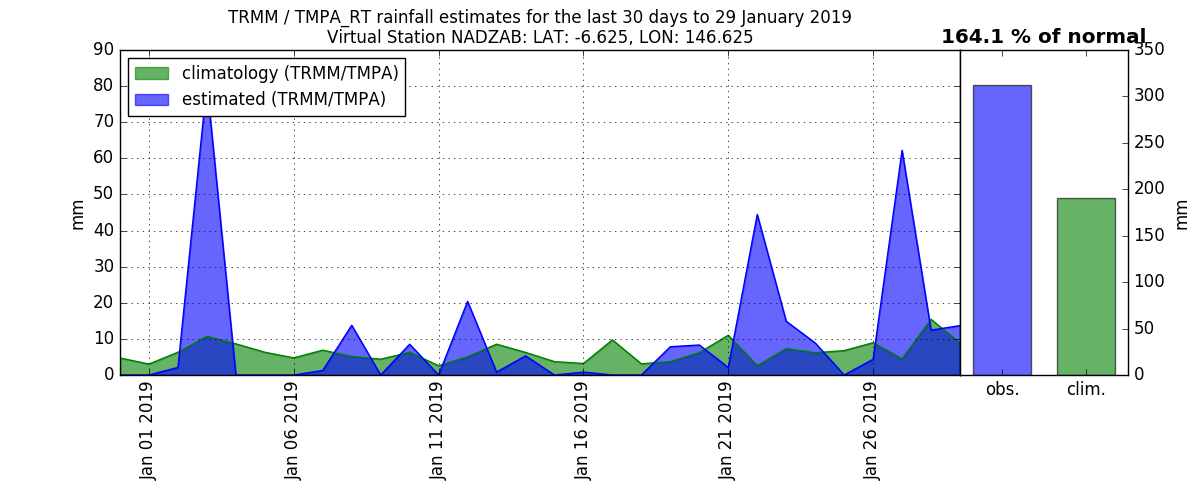 TRMM / TMPA_RT rainfall estimates for the last 30 days to 29 January 2019
Virtual Station NADZAB: LAT: -6.625, LON: 146.625
164.1 % of normal
climatology (TRMM/TMPA)
estimated (TRMM/TMPA)
90
80
70
60
50
40
30
20
10
0
mm
Jan 01 2019
Jan 06 2019
Jan 11 2019
Jan 16 2019
Jan 21 2019
Jan 26 2019
350
300
250
200
150
100
50
0
mm
obs.
clim.